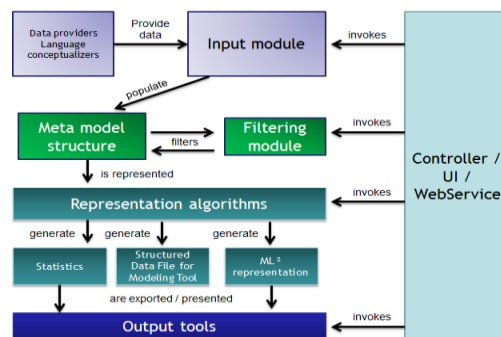 Data providers
Language
conceptualizers
Provide
data
Input module
invokes
populate
Meta model
structure
filters
Filtering
module
invokes
Controller /
UI /
WebService
is represented
Representation algorithms
invokes
generate
generate
generate
Statistics
Structured
Data File for
Modeling Tool
ML²
representation
are exported / presented
Output tools
invokes